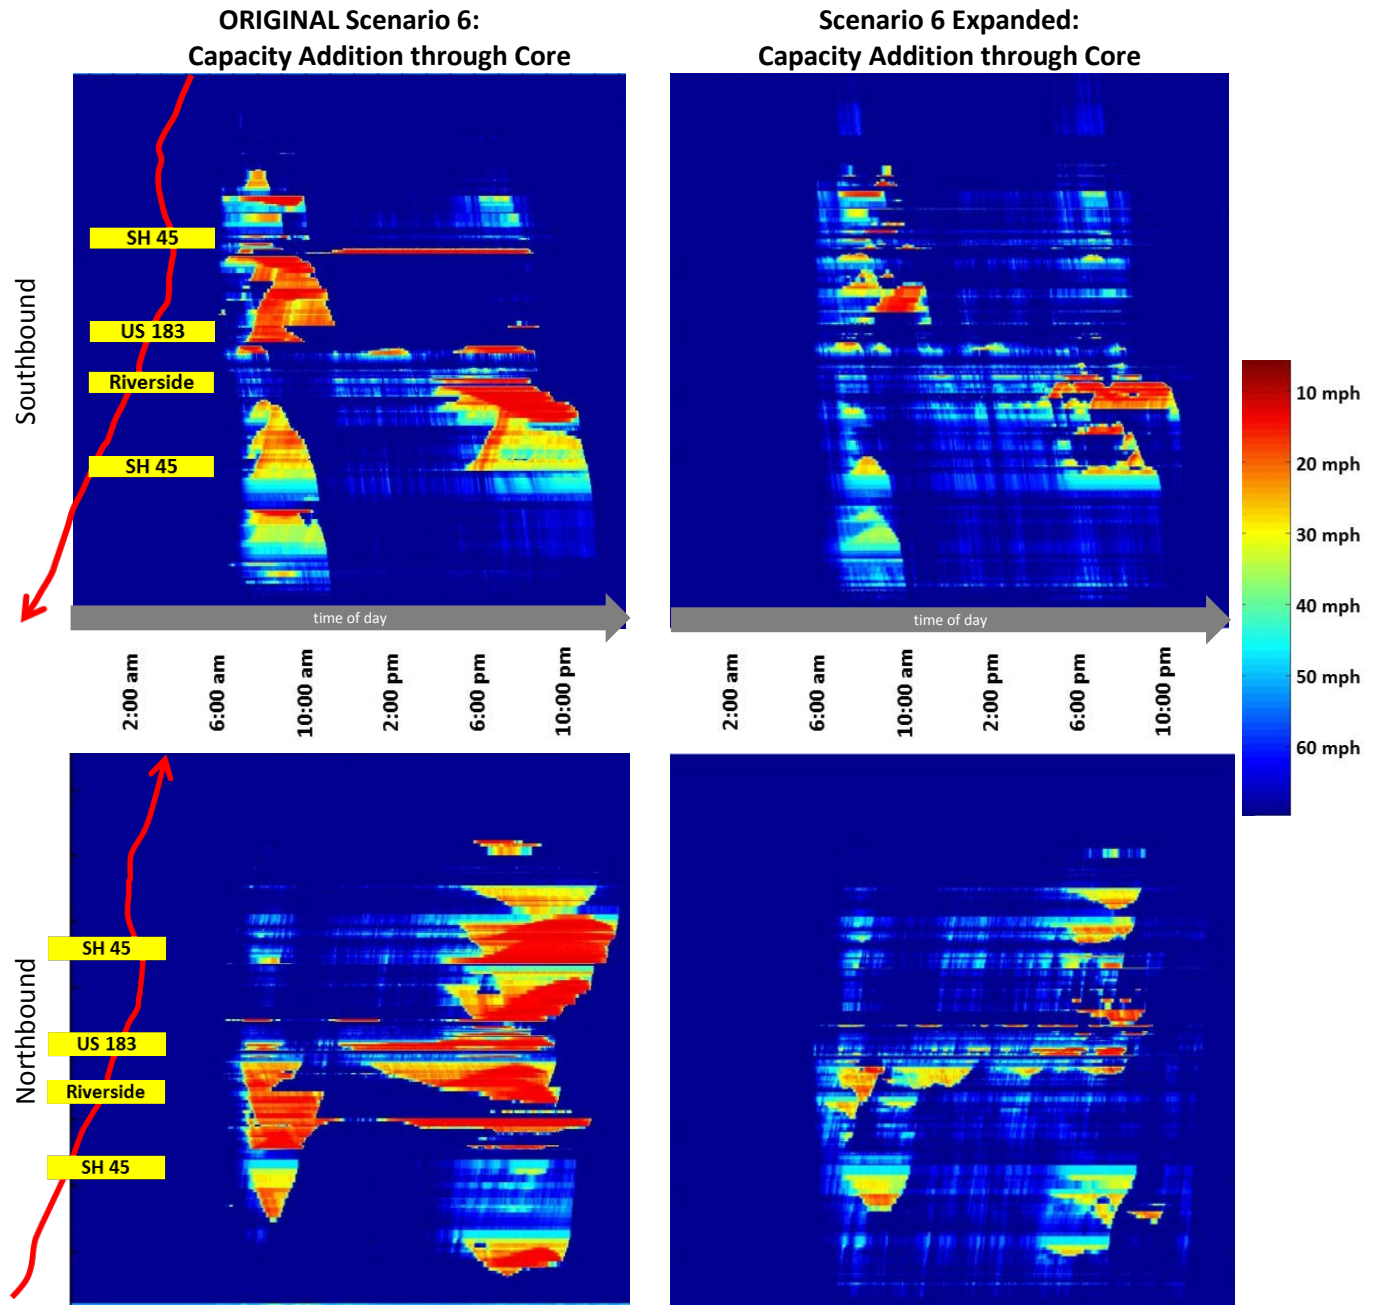 ORIGINAL Scenario 6:
Capacity Addition through Core
Scenario 6 Expanded:
Capacity Addition through Core
Southbound
SH 45
US 183
Riverside
SH 45
time of day
time of day
2:00 am
6:00 am
10:00 am
2:00 pm
6:00 pm
10:00 pm
2:00 am
6:00 am
10:00 am
2:00 pm
6:00 pm
10:00 pm
10 mph
20 mph
30 mph
40 mph
50 mph
60 mph
Northbound
SH 45
US 183
Riverside
SH 45